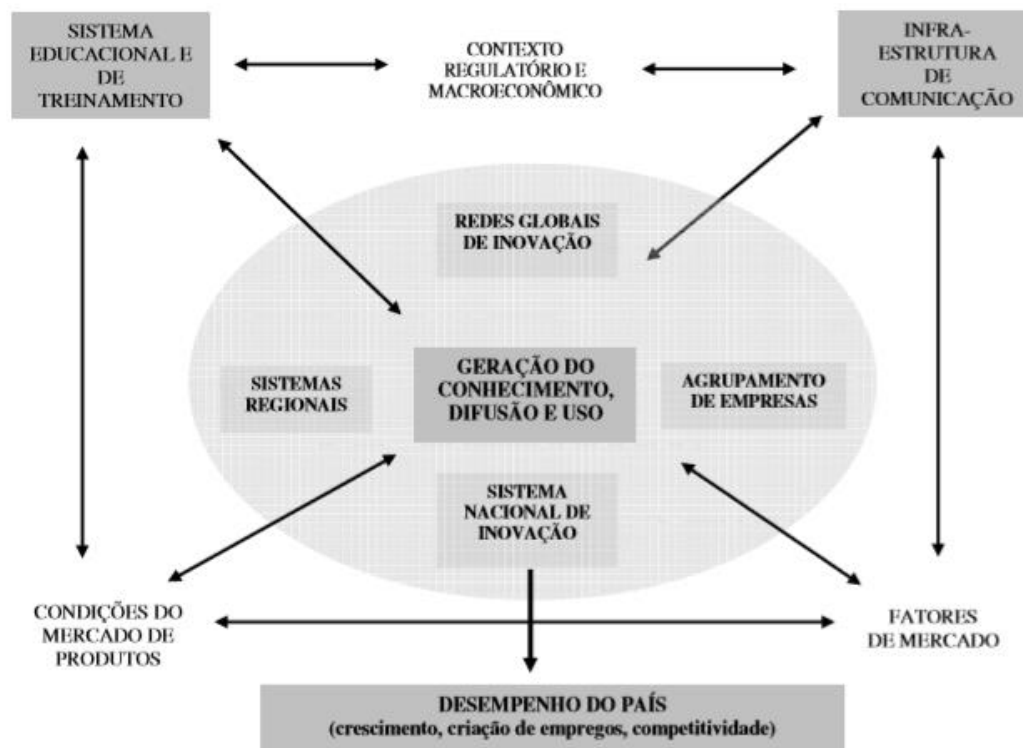 SISTEMA
EDUCACIONAL E
DE
TREINAMENTO
CONTEXTO
REGULATÓRIO E
MACROECONÔMICO
INFRA-
ESTRUTURA
DE
COMUNICAÇÃO
REDES GLOBAIS
DE INOVAÇÃO
SISTEMAS
REGIONAIS
GERAÇÃO DO
CONHECIMENTO,
DIFUSÃO E USO
AGRUPAMENTO
DE EMPRESAS
SISTEMA
NACIONAL DE
INOVAÇÃO
CONDIÇÕES DO
MERCADO DE
PRODUTOS
FATORES
DE MERCADO
DESEMPENHO DO PAÍS
(crescimento, criação de empregos, competitividade)